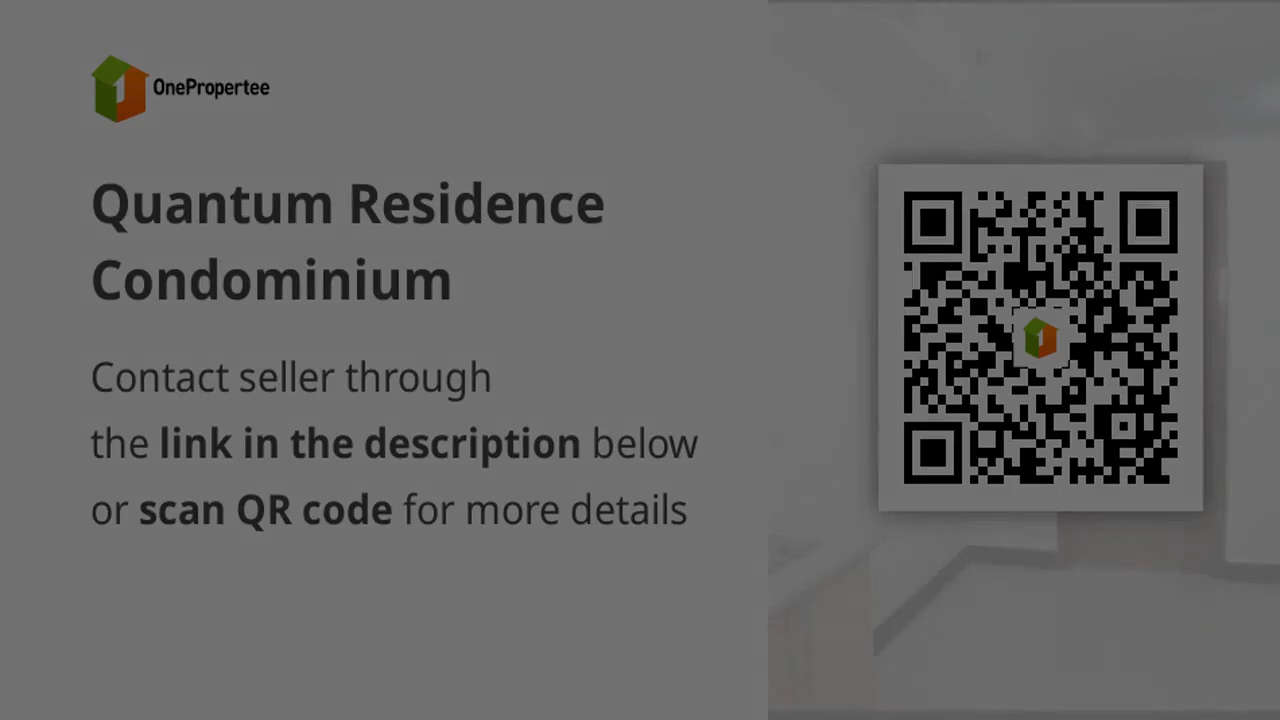 OnePropertee
Quantum Residence
Condominium
Contact seller through
the link in the description below
or scan QR code for more details